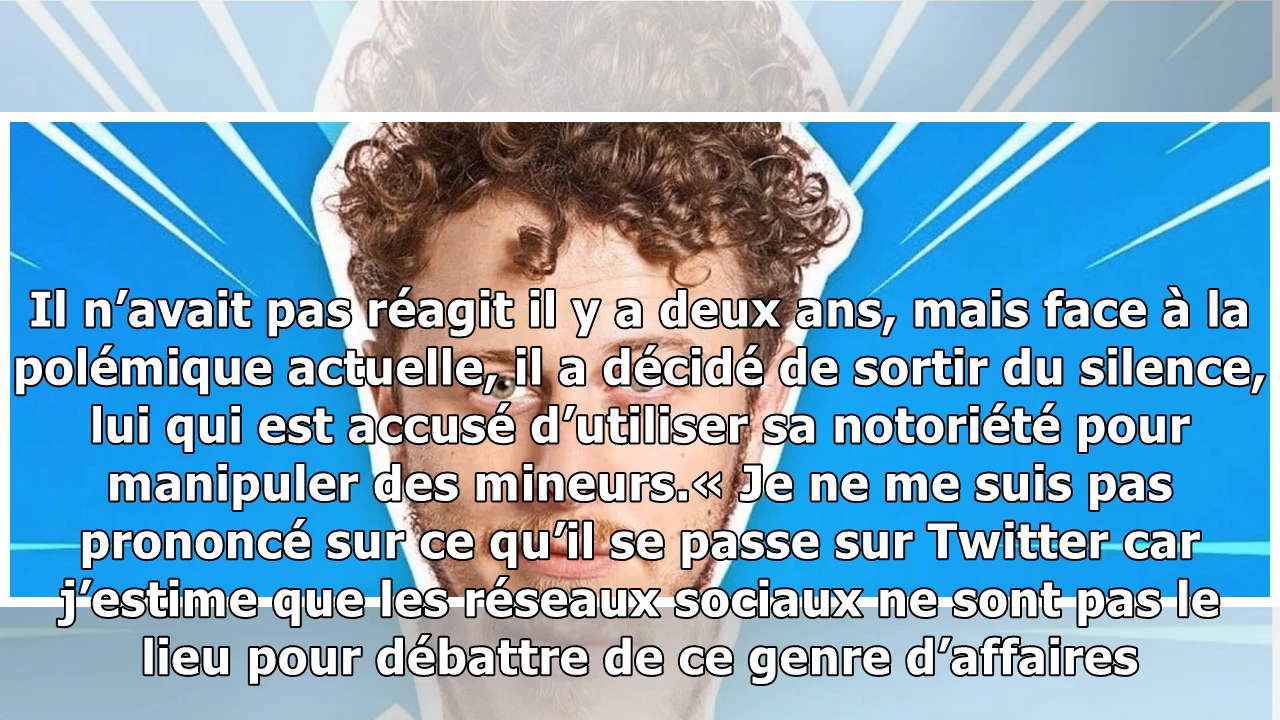 Il n’avait pas réagit il y a deux ans, mais face à la
polémique actuelle, il a décidé de sortir du silence,
lui qui est accusé d’utiliser sa notoriété pour
manipuler des mineurs.« Je ne me suis pas
prononcé sur ce qu’il se passe sur Twitter car
j’estime que les réseaux sociaux ne sont pas le
lieu pour débattre de ce genre d’affaires